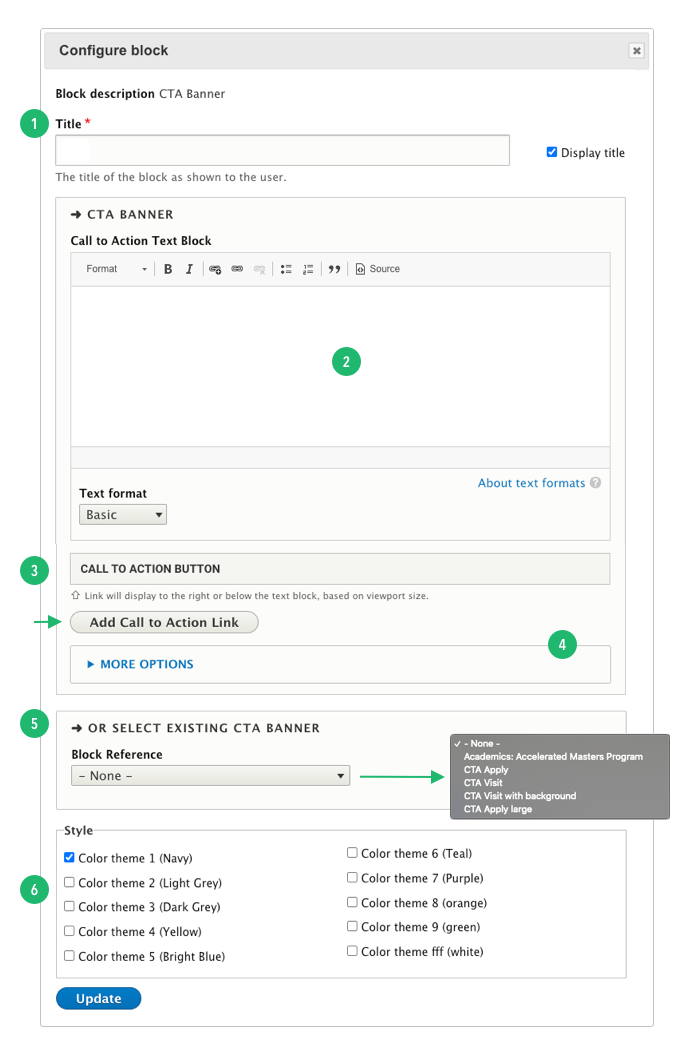 Configure block
Block description CTA Banner
1
Title *
Display title
The title of the block as shown to the user.
CTA BANNER
Call to Action Text Block
Format B I Source
2
About text formats ?
Text format
Basic
3
CALL TO ACTION BUTTON
Link will display to the right or below the text block, based on viewport size.
Add Call to Action Link
4
MORE OPTIONS
5
OR SELECT EXISTING CTA BANNER
Block Reference
- None -
✓ - None -
Academics: Accelerated Masters Program
CTA Apply
CTA Visit
CTA Visit with background
CTA Apply large
Style
6
Color theme 1 (Navy)
Color theme 2 (Light Grey)
Color theme 3 (Dark Grey)
Color theme 4 (Yellow)
Color theme 5 (Bright Blue)
Color theme 6 (Teal)
Color theme 7 (Purple)
Color theme 8 (orange)
Color theme 9 (green)
Color theme fff (white)
Update